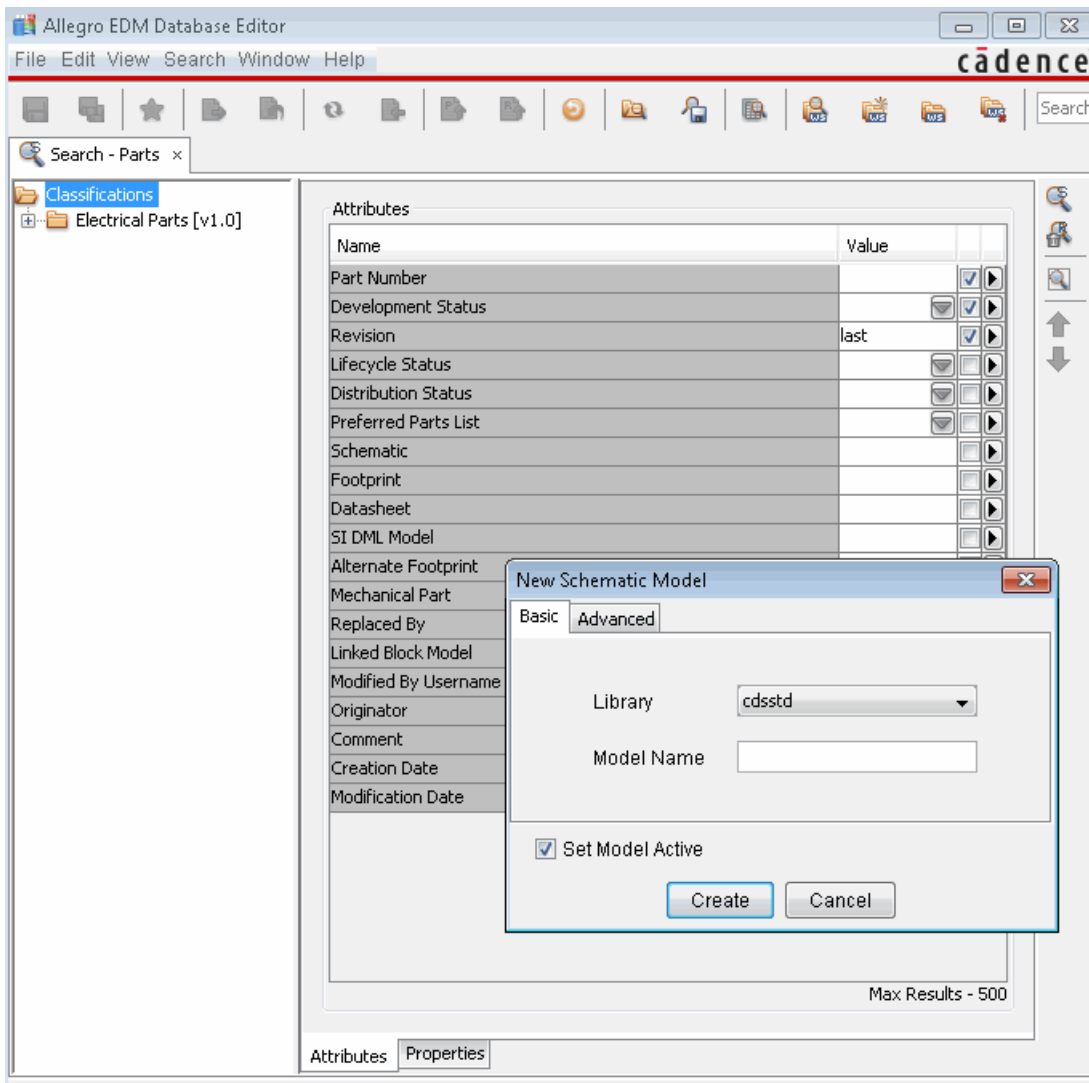 Allegro EDM Database Editor
File Edit View Search Window Help
cādence
Search
Search - Parts
Classifications
Electrical Parts [v1.0]
Attributes
Name Value
Part Number
Development Status
Revision last
Lifecycle Status
Distribution Status
Preferred Parts List
Schematic
Footprint
Datasheet
SI DML Model
Alternate Footprint
Mechanical Part
Replaced By
Linked Block Model
Modified By Username
Originator
Comment
Creation Date
Modification Date
New Schematic Model
Basic Advanced
Library cdsstd
Model Name
Set Model Active
Create Cancel
Max Results - 500
Attributes Properties